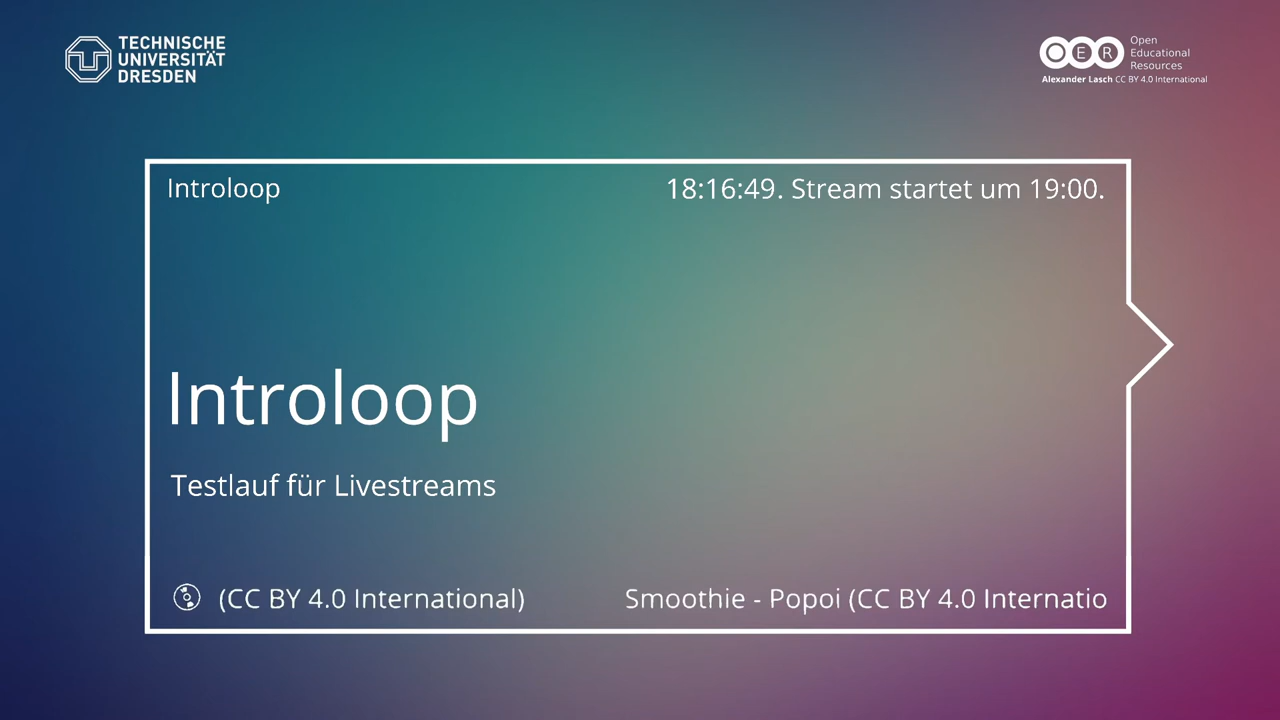 TECHNISCHE
UNIVERSITÄT
DRESDEN
OER
Open
Educational
Resources
Alexander Lasch CC BY 4.0 International
Introloop
18:16:49. Stream startet um 19:00.
Introloop
Testlauf für Livestreams
(CC BY 4.0 International)
Smoothie - Popoi (CC BY 4.0 Internatio